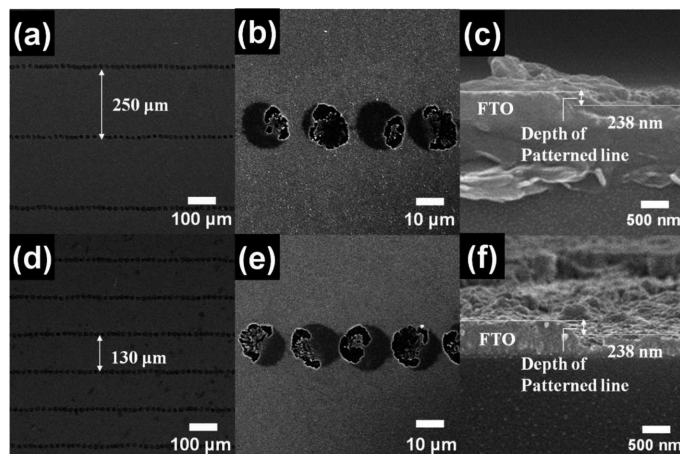 (a)
250 µm
100 µm
(b)
10 µm
(c)
FTO
238 nm
Depth of
Patterned line
500 nm
(d)
130 µm
100 µm
(e)
10 µm
(f)
FTO
238 nm
Depth of
Patterned line
500 nm